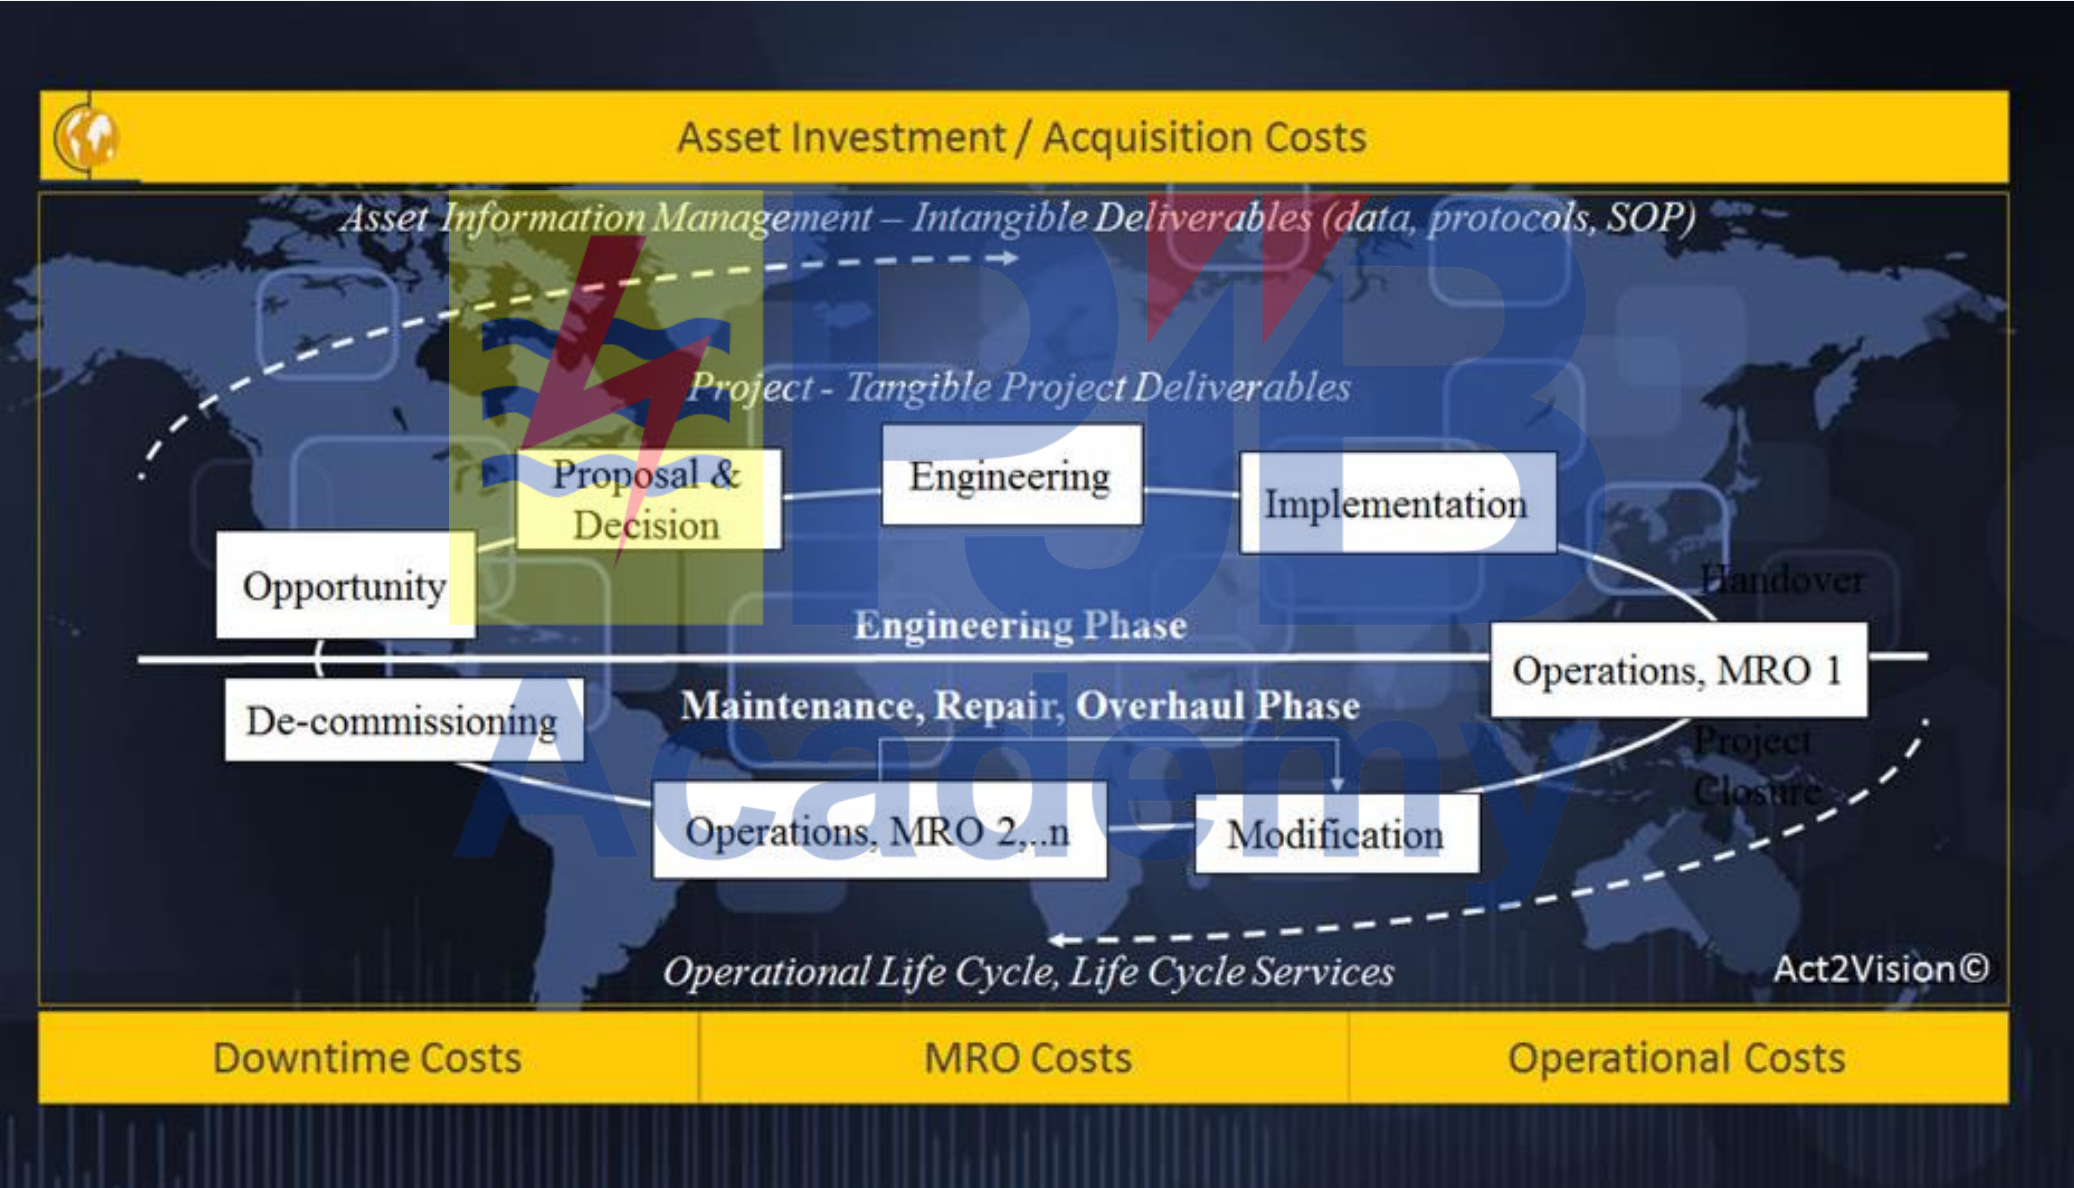 Asset Investment / Acquisition Costs
Asset Information Management – Intangible Deliverables (data, protocols, SOP)
Project - Tangible Project Deliverables
Proposal &
Decision
Engineering
Implementation
Opportunity
Handover
Engineering Phase
Operations, MRO 1
De-commissioning
Maintenance, Repair, Overhaul Phase
Project
Closure
Operations, MRO 2,..n
Modification
Operational Life Cycle, Life Cycle Services
Act2Vision©
Downtime Costs
MRO Costs
Operational Costs
PJB
Academy